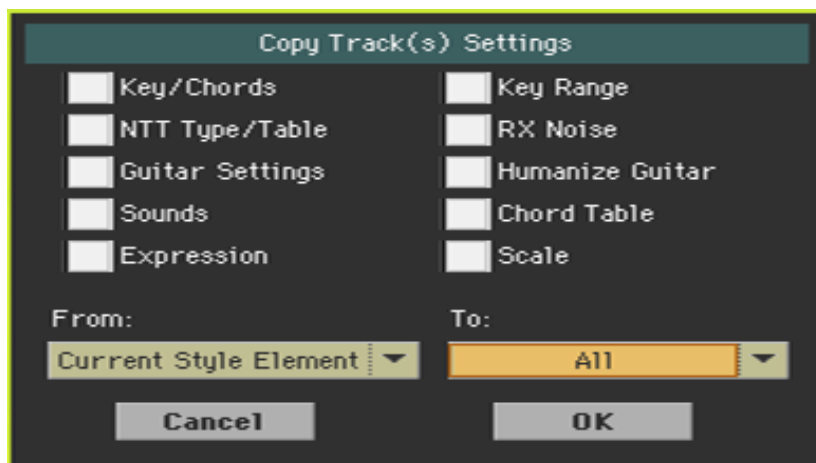 Copy Track(s) Settings
Key/Chords
Key Range
NTT Type/Table
RX Noise
Guitar Settings
Humanize Guitar
Sounds
Chord Table
Expression
Scale
From:
To:
Current Style Element
All
Cancel
OK